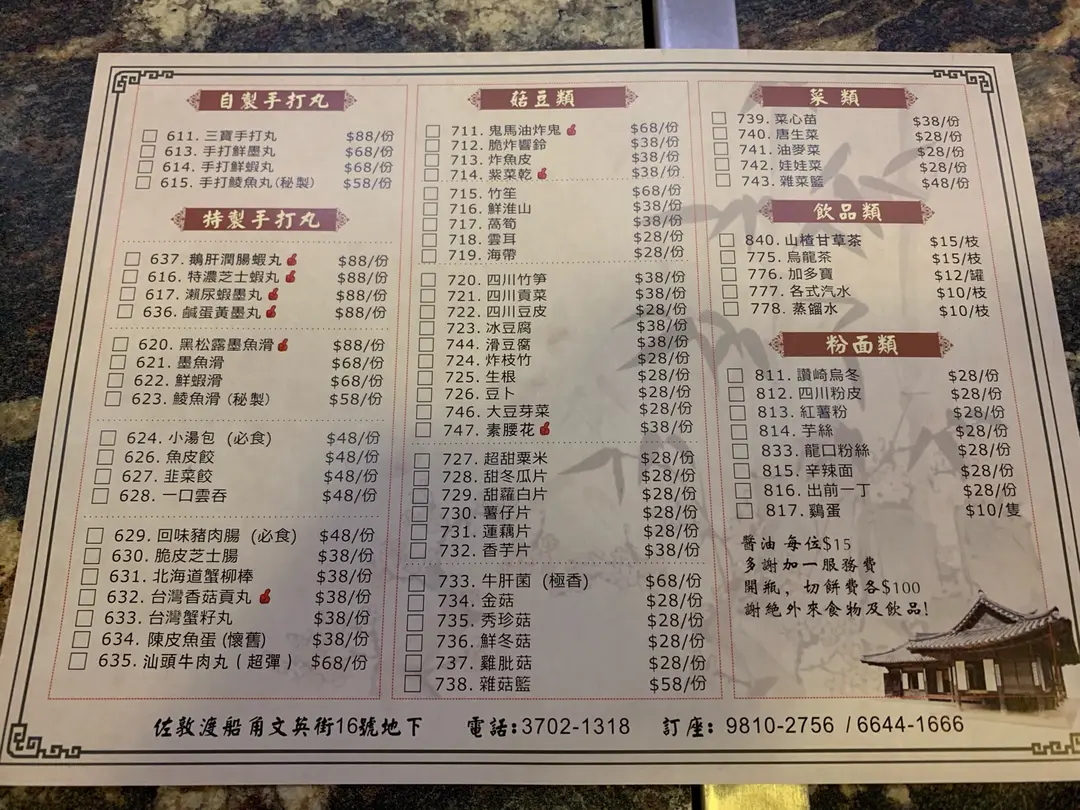 自製手打丸
611. 三寶手打丸 $88/份
613. 手打鮮墨丸 $68/份
614. 手打鮮蝦丸 $68/份
615. 手打鯪魚丸(秘製) $58/份
特製手打丸
637. 鵝肝潤腸蝦丸 $88/份
616. 特濃芝士蝦丸 $88/份
617. 瀨尿蝦墨丸 $88/份
636. 鹹蛋黃墨丸 $88/份
620. 黑松露墨魚滑 $88/份
621. 墨魚滑 $68/份
622. 鮮蝦滑 $68/份
623. 鯪魚滑 (秘製) $58/份
624. 小湯包 (必食) $48/份
626. 魚皮餃 $48/份
627. 韭菜餃 $48/份
628. 一口雲吞 $48/份
629. 回味豬肉腸 (必食) $48/份
630. 脆皮芝士腸 $38/份
631. 北海道蟹柳棒 $38/份
632. 台灣香菇貢丸 $38/份
633. 台灣蟹籽丸 $38/份
634. 陳皮魚蛋 (懷舊) $38/份
635. 汕頭牛肉丸 ( 超彈 ) $68/份
菇豆類
711. 鬼馬油炸鬼 $68/份
712. 脆炸響鈴 $38/份
713. 炸魚皮 $38/份
714. 紫菜乾 $38/份
715. 竹笙 $68/份
716. 鮮淮山 $38/份
717. 萵筍 $38/份
718. 雲耳 $28/份
719. 海帶 $28/份
720. 四川竹筍 $38/份
721. 四川貢菜 $38/份
722. 四川豆皮 $28/份
723. 冰豆腐 $38/份
744. 滑豆腐 $38/份
724. 炸枝竹 $28/份
725. 生根 $28/份
726. 豆卜 $28/份
746. 大豆芽菜 $28/份
747. 素腰花 $38/份
727. 超甜粟米 $28/份
728. 甜冬瓜片 $28/份
729. 甜蘿白片 $28/份
730. 薯仔片 $28/份
731. 蓮藕片 $28/份
732. 香芋片 $38/份
733. 牛肝菌 (極香) $68/份
734. 金菇 $28/份
735. 秀珍菇 $28/份
736. 鮮冬菇 $28/份
737. 雞肶菇 $28/份
738. 雜菇籃 $58/份
菜類
739. 菜心苗 $38/份
740. 唐生菜 $28/份
741. 油麥菜 $28/份
742. 娃娃菜 $28/份
743. 雜菜籃 $48/份
飲品類
840. 山楂甘草茶 $15/枝
775. 烏龍茶 $15/枝
776. 加多寶 $12/罐
777. 各式汽水 $10/枝
778. 蒸餾水 $10/枝
粉面類
811. 讚崎烏冬 $28/份
812. 四川粉皮 $28/份
813. 紅薯粉 $28/份
814. 芋絲 $28/份
833. 龍口粉絲 $28/份
815. 辛辣面 $28/份
816. 出前一丁 $28/份
817. 鷄蛋 $10/隻
醬油 每位$15
多謝加一服務費
開瓶，切餅費各$100
謝絕外來食物及飲品!
佐敦渡船角文英街16號地下 電話:3702-1318 訂座: 9810-2756 / 6644-1666